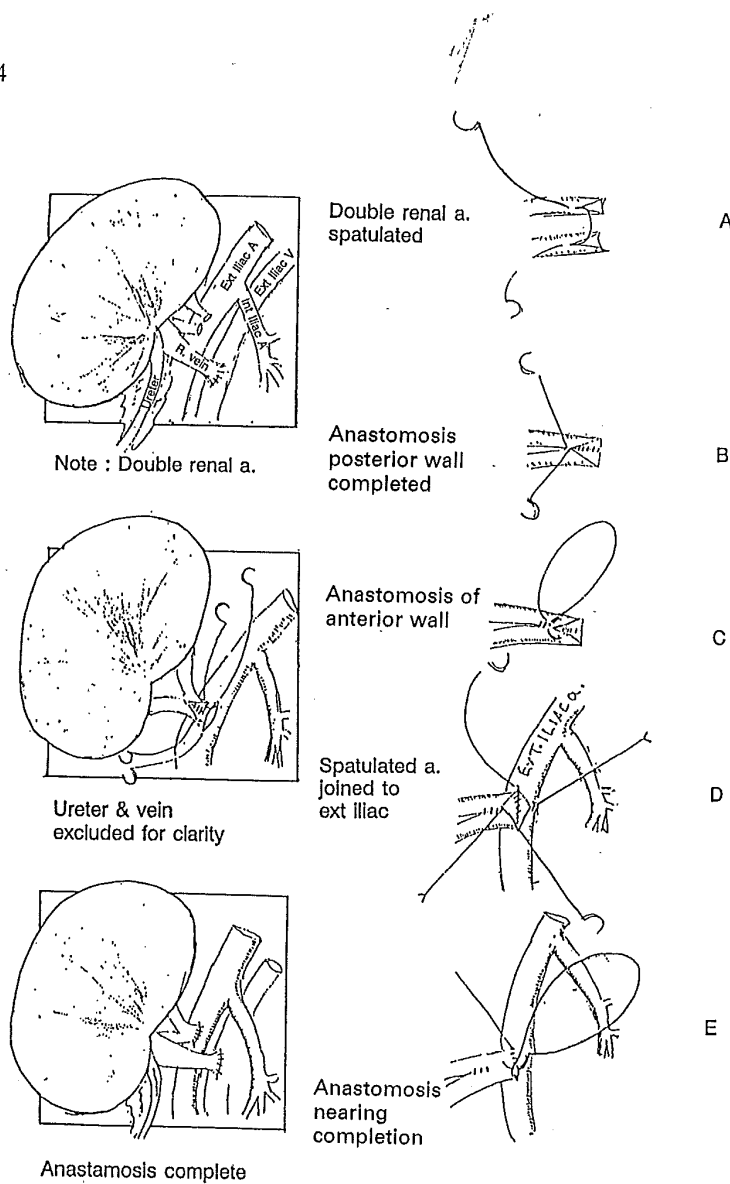 4
Double renal a.
spatulated
A
Ext Iliac A
Ext Iliac V
Int Iliac A
R. vein
Ureter
Note : Double renal a.
Anastomosis
posterior wall
completed
B
Anastomosis of
anterior wall
C
Ureter & vein
excluded for clarity
Spatulated a.
joined to
ext iliac
EXT. ILIAC a.
D
Anastomosis
nearing
completion
E
Anastamosis complete